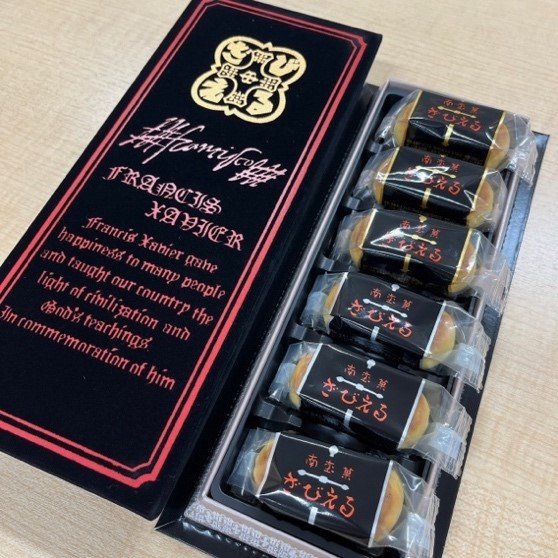 ざび
える
Francisco
FRANCIS
XAVIER
Francis Xavier gave
happiness to many people
and taught our country the
light of civilization and
God's teachings.
In commemoration of him
南蛮菓
ざびえる
南蛮菓
ざびえる
南蛮菓
ざびえる
南蛮菓
ざびえる
南蛮菓
ざびえる
南蛮菓
ざびえる